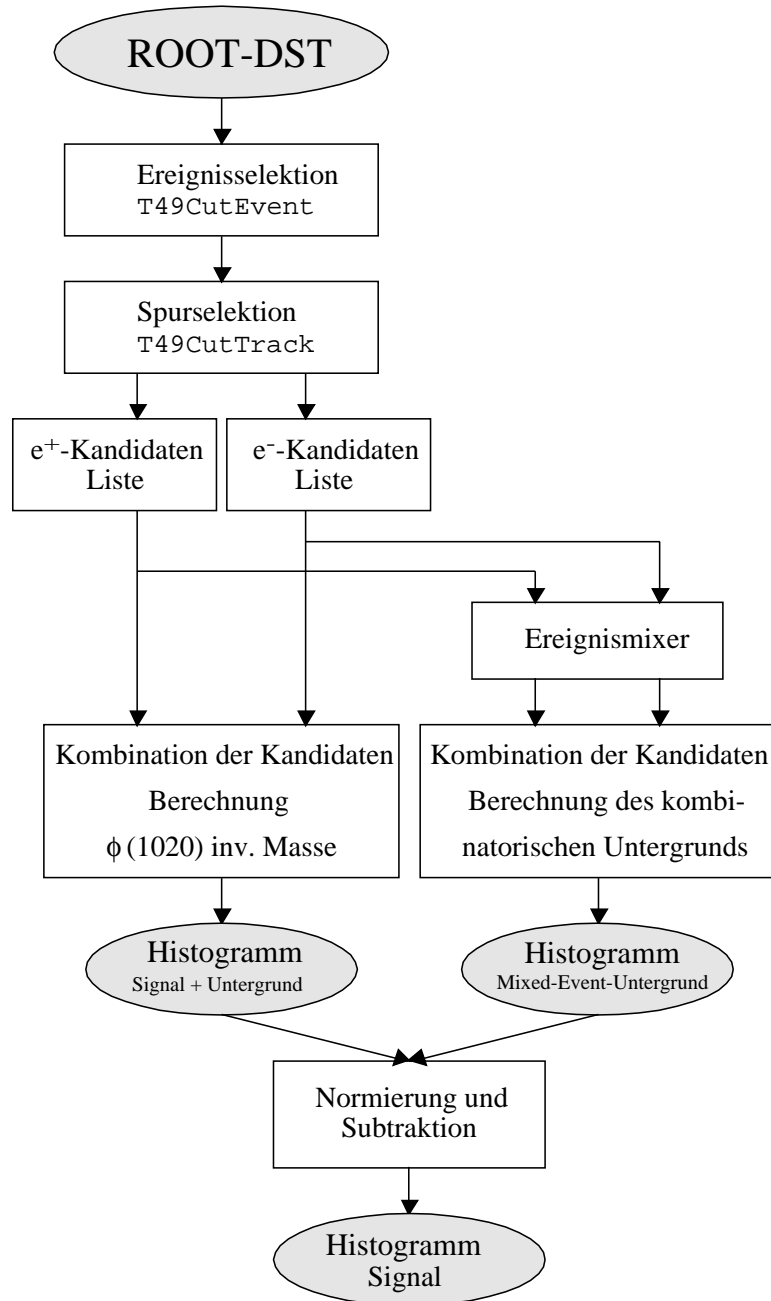 ROOT-DST
Ereignisselektion
T49CutEvent
Spurselektion
T49CutTrack
e⁺-Kandidaten
Liste
e⁻-Kandidaten
Liste
Ereignismixer
Kombination der Kandidaten
Berechnung
ϕ (1020) inv. Masse
Kombination der Kandidaten
Berechnung des kombi-
natorischen Untergrunds
Histogramm
Signal + Untergrund
Histogramm
Mixed-Event-Untergrund
Normierung und
Subtraktion
Histogramm
Signal